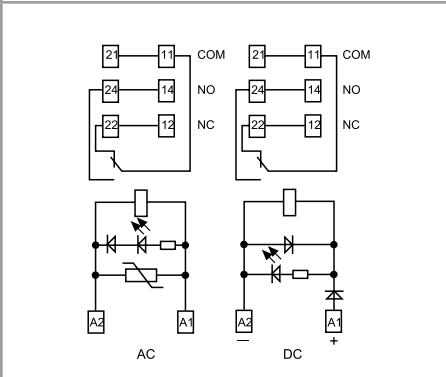 21 11 COM 21 11 COM
24 14 NO 24 14 NO
22 12 NC 22 12 NC
A2 A1 A2 A1
— +
AC DC